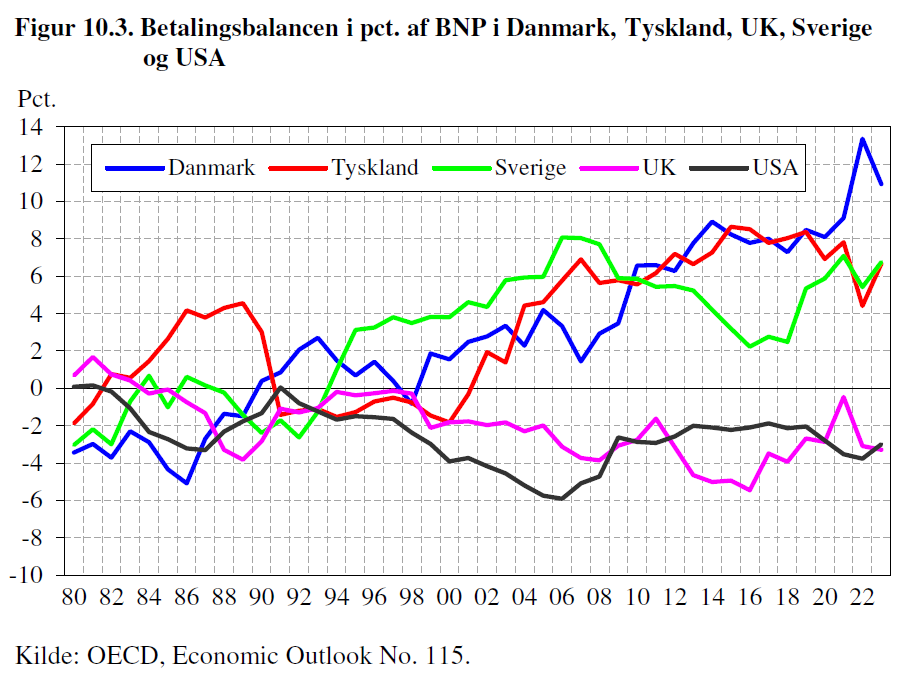 Figur 10.3. Betalingsbalancen i pct. af BNP i Danmark, Tyskland, UK, Sverige
og USA
Pct.
14
12
10
8
6
4
2
0
-2
-4
-6
-8
-10
Danmark Tyskland Sverige UK USA
80 82 84 86 88 90 92 94 96 98 00 02 04 06 08 10 12 14 16 18 20 22
Kilde: OECD, Economic Outlook No. 115.